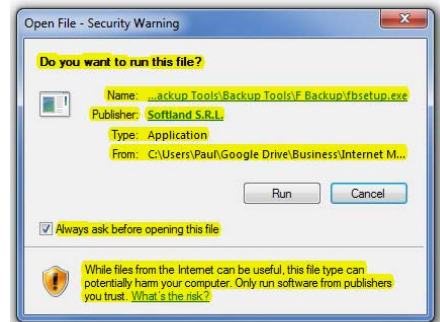 Open File - Security Warning
Do you want to run this file?
Name: ...ackup Tools\Backup Tools\F Backup\fbsetup.exe
Publisher: Softland S.R.L.
Type: Application
From: C:\Users\Paul\Google Drive\Business\Internet M...
Run Cancel
Always ask before opening this file
While files from the Internet can be useful, this file type can
potentially harm your computer. Only run software from publishers
you trust. What's the risk?